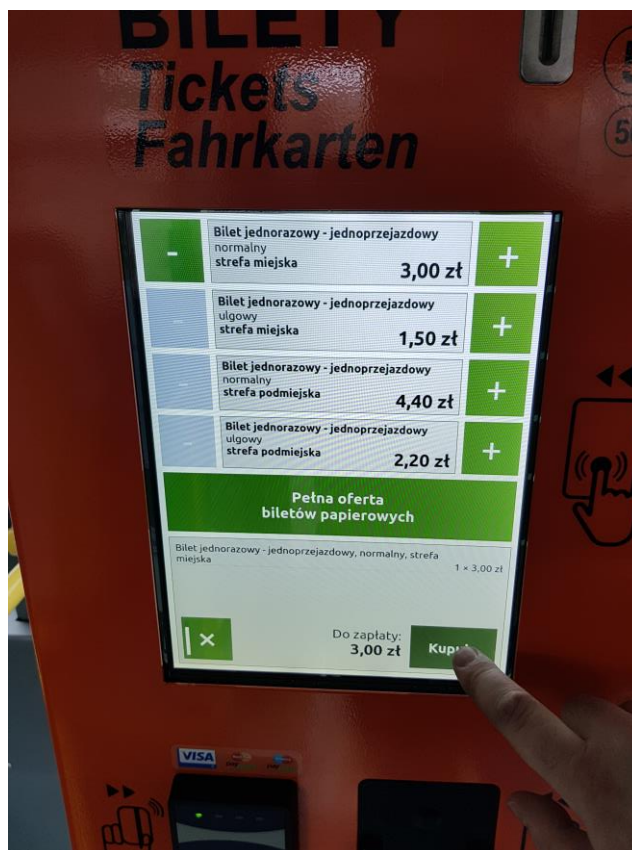 BILETY
Tickets
Fahrkarten
-
Bilet jednorazowy - jednoprzejazdowy
normalny
strefa miejska
3,00 zł
+
-
Bilet jednorazowy - jednoprzejazdowy
ulgowy
strefa miejska
1,50 zł
+
-
Bilet jednorazowy - jednoprzejazdowy
normalny
strefa podmiejska
4,40 zł
+
-
Bilet jednorazowy - jednoprzejazdowy
ulgowy
strefa podmiejska
2,20 zł
+
Pełna oferta
biletów papierowych
Bilet jednorazowy - jednoprzejazdowy, normalny, strefa
miejska
1 × 3,00 zł
Do zapłaty:
3,00 zł
VISA